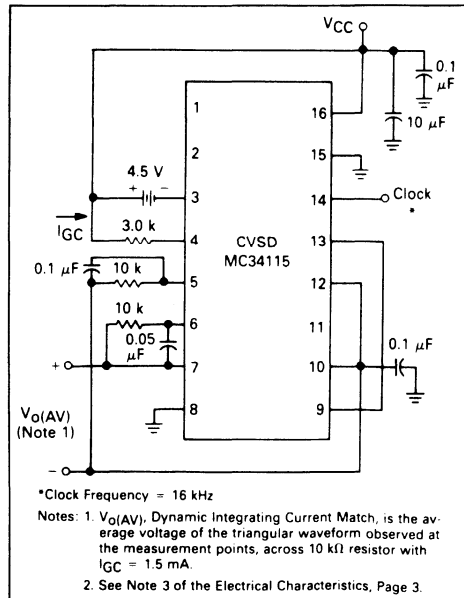 VCC
0.1
μF
10 μF
1
16
2
15
4.5 V
+ −
3
14
Clock
*
IGC
3.0 k
4
CVSD
MC34115
13
0.1 μF
10 k
5
12
10 k
6
11
0.05
μF
0.1 μF
+
7
10
8
9
VO(AV)
(Note 1)
−
*Clock Frequency = 16 kHz
Notes: 1. VO(AV), Dynamic Integrating Current Match, is the av-
erage voltage of the triangular waveform observed at
the measurement points, across 10 kΩ resistor with
IGC = 1.5 mA.
2. See Note 3 of the Electrical Characteristics, Page 3.